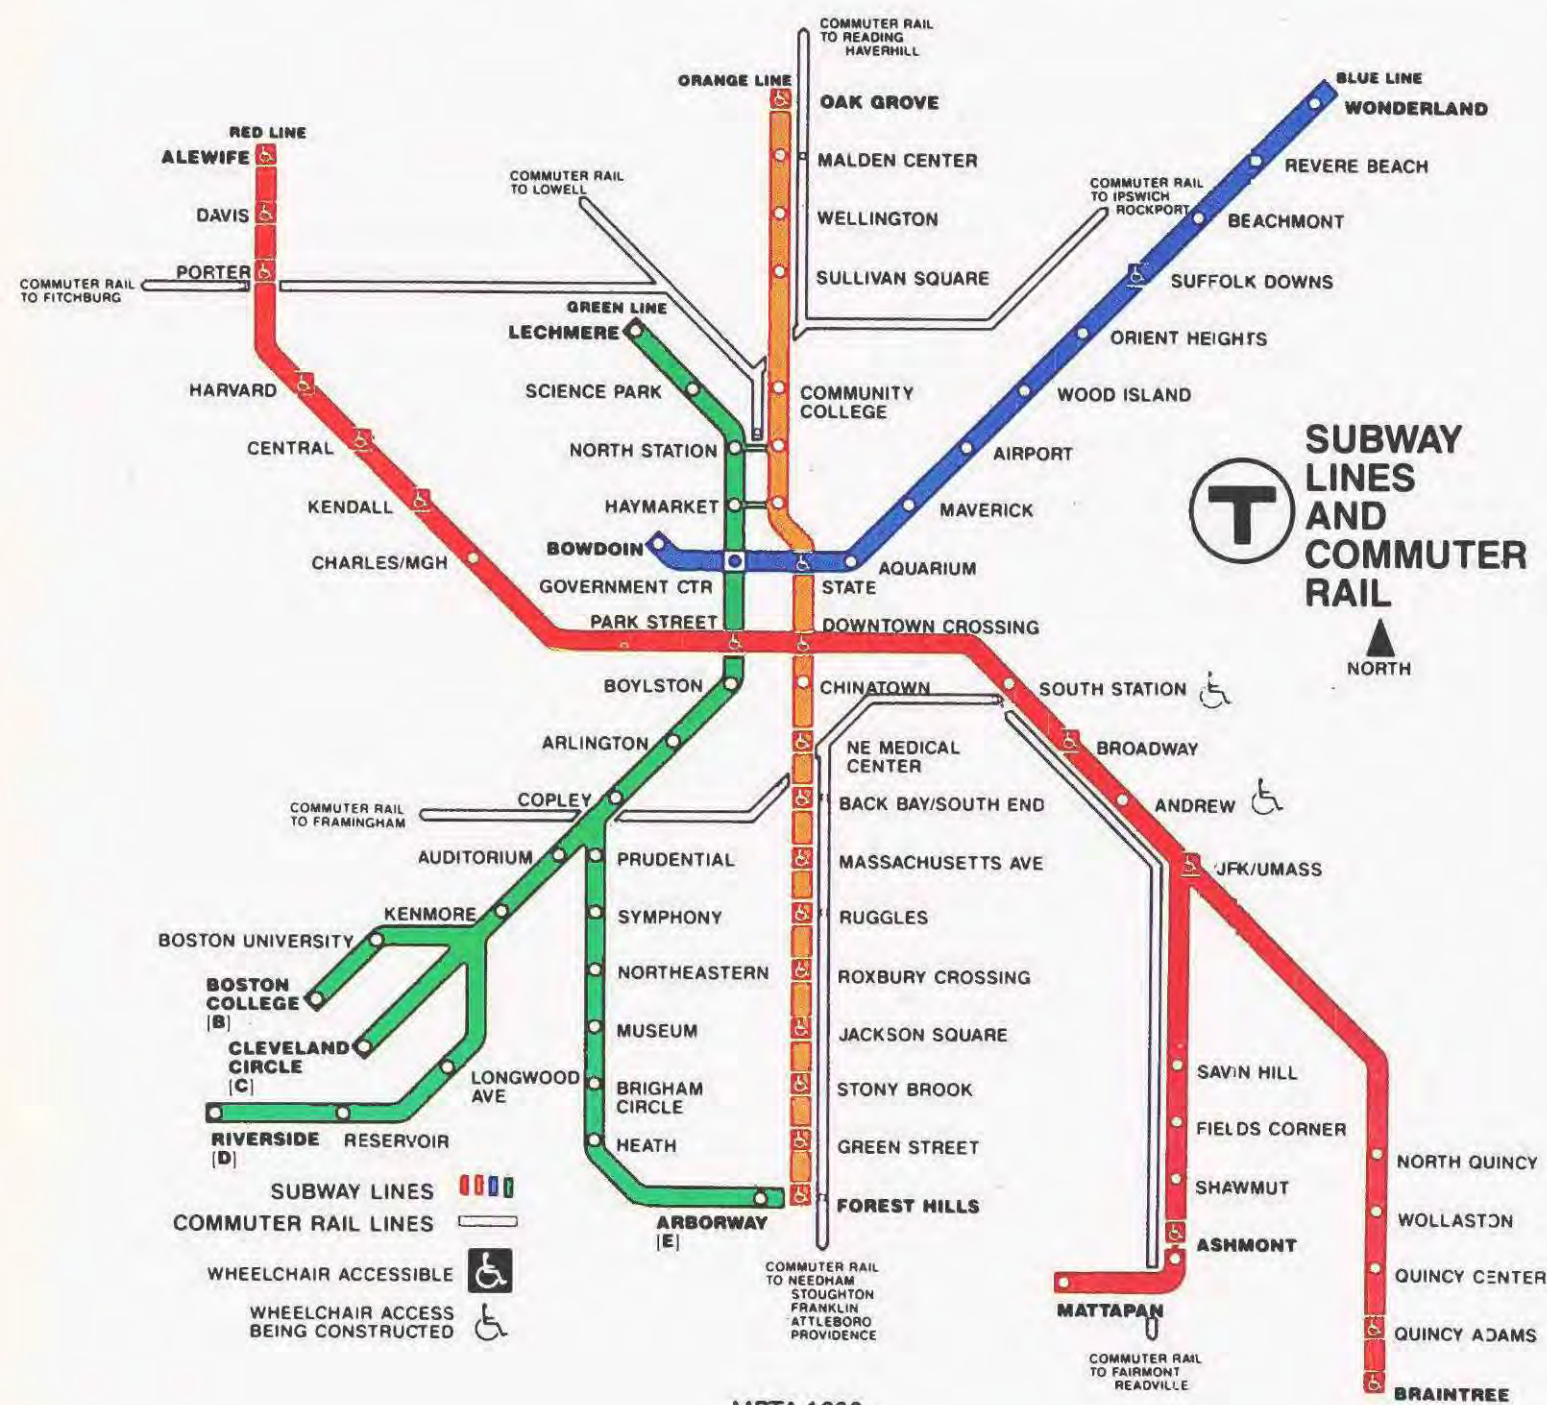 COMMUTER RAIL
TO READING
HAVERHILL
ORANGE LINE
OAK GROVE
BLUE LINE
WONDERLAND
RED LINE
ALEWIFE
MALDEN CENTER
REVERE BEACH
COMMUTER RAIL
TO LOWELL
COMMUTER RAIL
TO IPSWICH
ROCKPORT
DAVIS
WELLINGTON
BEACHMONT
PORTER
COMMUTER RAIL
TO FITCHBURG
SULLIVAN SQUARE
SUFFOLK DOWNS
GREEN LINE
LECHMERE
ORIENT HEIGHTS
HARVARD
SCIENCE PARK
COMMUNITY
COLLEGE
WOOD ISLAND
CENTRAL
NORTH STATION
AIRPORT
T
SUBWAY
LINES
AND
COMMUTER
RAIL
NORTH
KENDALL
HAYMARKET
MAVERICK
CHARLES/MGH
BOWDOIN
AQUARIUM
GOVERNMENT CTR
STATE
PARK STREET
DOWNTOWN CROSSING
BOYLSTON
CHINATOWN
SOUTH STATION
ARLINGTON
NE MEDICAL
CENTER
BROADWAY
COMMUTER RAIL
TO FRAMINGHAM
COPLEY
BACK BAY/SOUTH END
ANDREW
AUDITORIUM
PRUDENTIAL
MASSACHUSETTS AVE
JFK/UMASS
KENMORE
SYMPHONY
RUGGLES
BOSTON UNIVERSITY
NORTHEASTERN
ROXBURY CROSSING
BOSTON
COLLEGE
[B]
MUSEUM
JACKSON SQUARE
CLEVELAND
CIRCLE
[C]
LONGWOOD
AVE
BRIGHAM
CIRCLE
STONY BROOK
SAVIN HILL
RIVERSIDE
[D]
RESERVOIR
HEATH
GREEN STREET
FIELDS CORNER
NORTH QUINCY
SUBWAY LINES
COMMUTER RAIL LINES
ARBORWAY
[E]
FOREST HILLS
SHAWMUT
WOLLASTON
ASHMONT
WHEELCHAIR ACCESSIBLE
WHEELCHAIR ACCESS
BEING CONSTRUCTED
COMMUTER RAIL
TO NEEDHAM
STOUGHTON
FRANKLIN
ATTLEBORO
PROVIDENCE
MATTAPAN
QUINCY CENTER
QUINCY ADAMS
COMMUTER RAIL
TO FAIRMONT
READVILLE
BRAINTREE